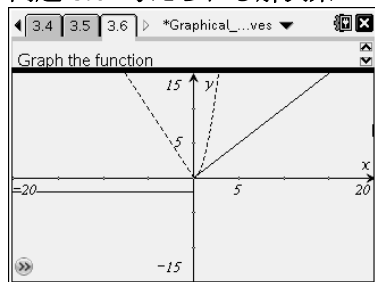 3.4 3.5 3.6 *Graphical_...ves
Graph the function
15 y
5
x
-20 5 20
-15